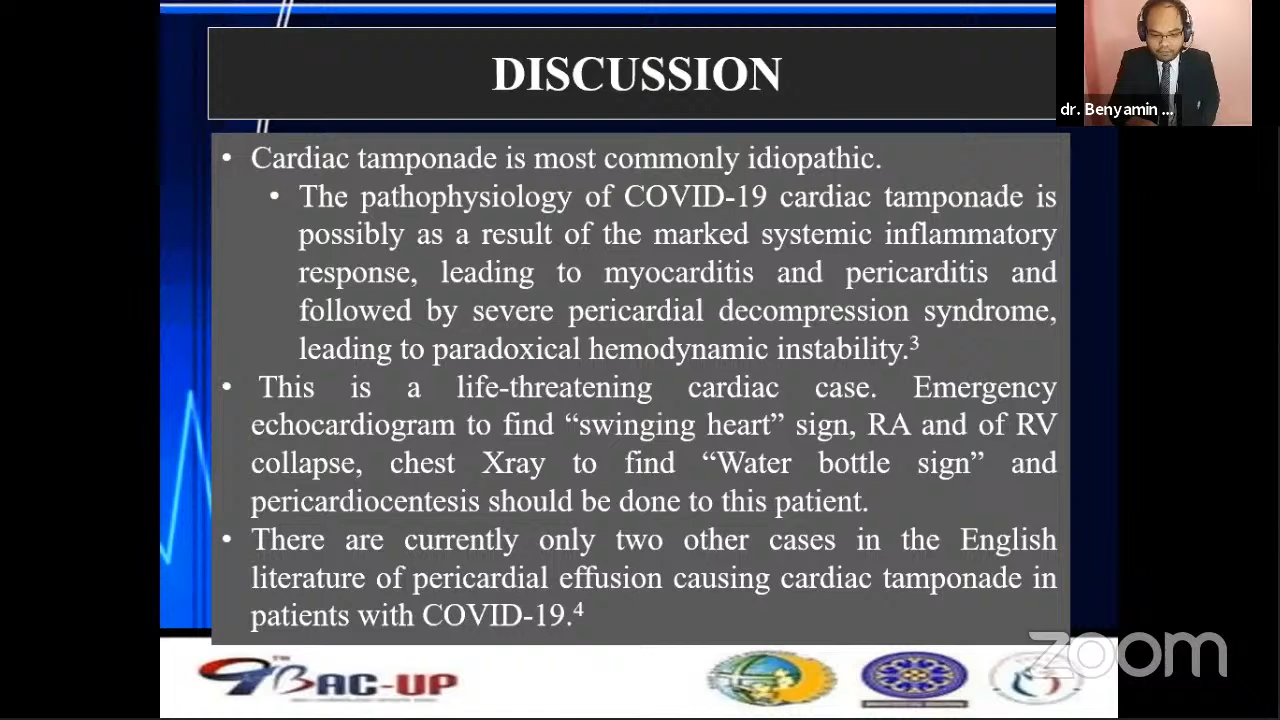 DISCUSSION
dr. Benyamin ...
• Cardiac tamponade is most commonly idiopathic.
• The pathophysiology of COVID-19 cardiac tamponade is
possibly as a result of the marked systemic inflammatory
response, leading to myocarditis and pericarditis and
followed by severe pericardial decompression syndrome,
leading to paradoxical hemodynamic instability.³
• This is a life-threatening cardiac case. Emergency
echocardiogram to find “swinging heart” sign, RA and of RV
collapse, chest Xray to find “Water bottle sign” and
pericardiocentesis should be done to this patient.
• There are currently only two other cases in the English
literature of pericardial effusion causing cardiac tamponade in
patients with COVID-19.⁴
zoom
9 TH BAC-UP